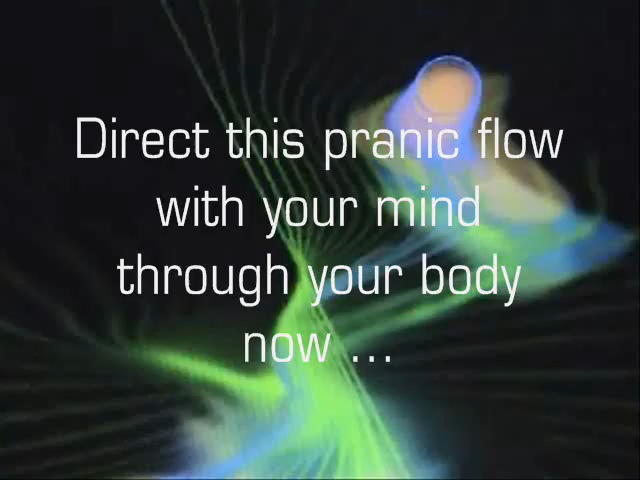 Direct this pranic flow
with your mind
through your body
now ...